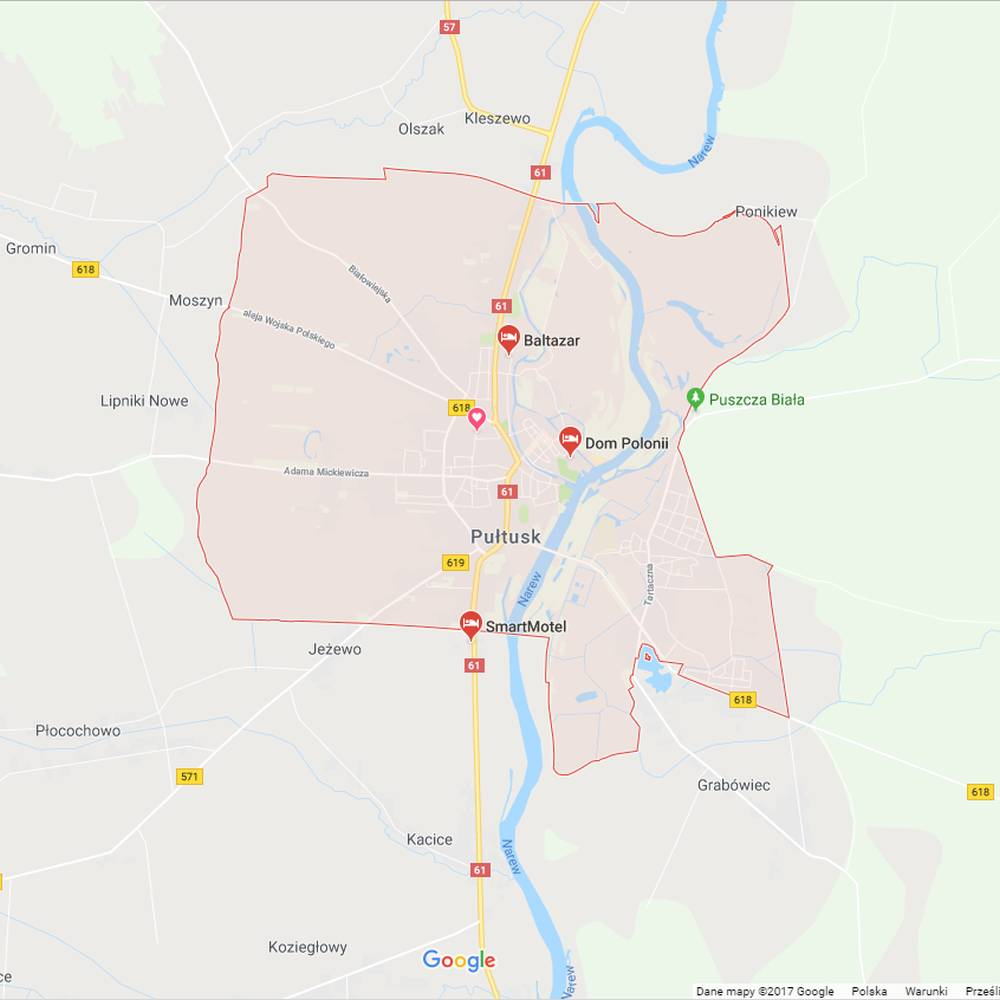 57
Kleszewo
Olszak
Narew
61
Ponikiew
Gromin
618
Moszyn
Białowiejska
61
aleja Wojska Polskiego
Baltazar
Lipniki Nowe
618
Puszcza Biała
Dom Polonii
Adama Mickiewicza
61
Pułtusk
619
Narew
Tartaczna
SmartMotel
Jeżewo
61
618
Płocochowo
571
Grabówiec
618
Kacice
61
Narew
Koziegłowy
Google
ce
Narew
Dane mapy ©2017 Google Polska Warunki Prześli